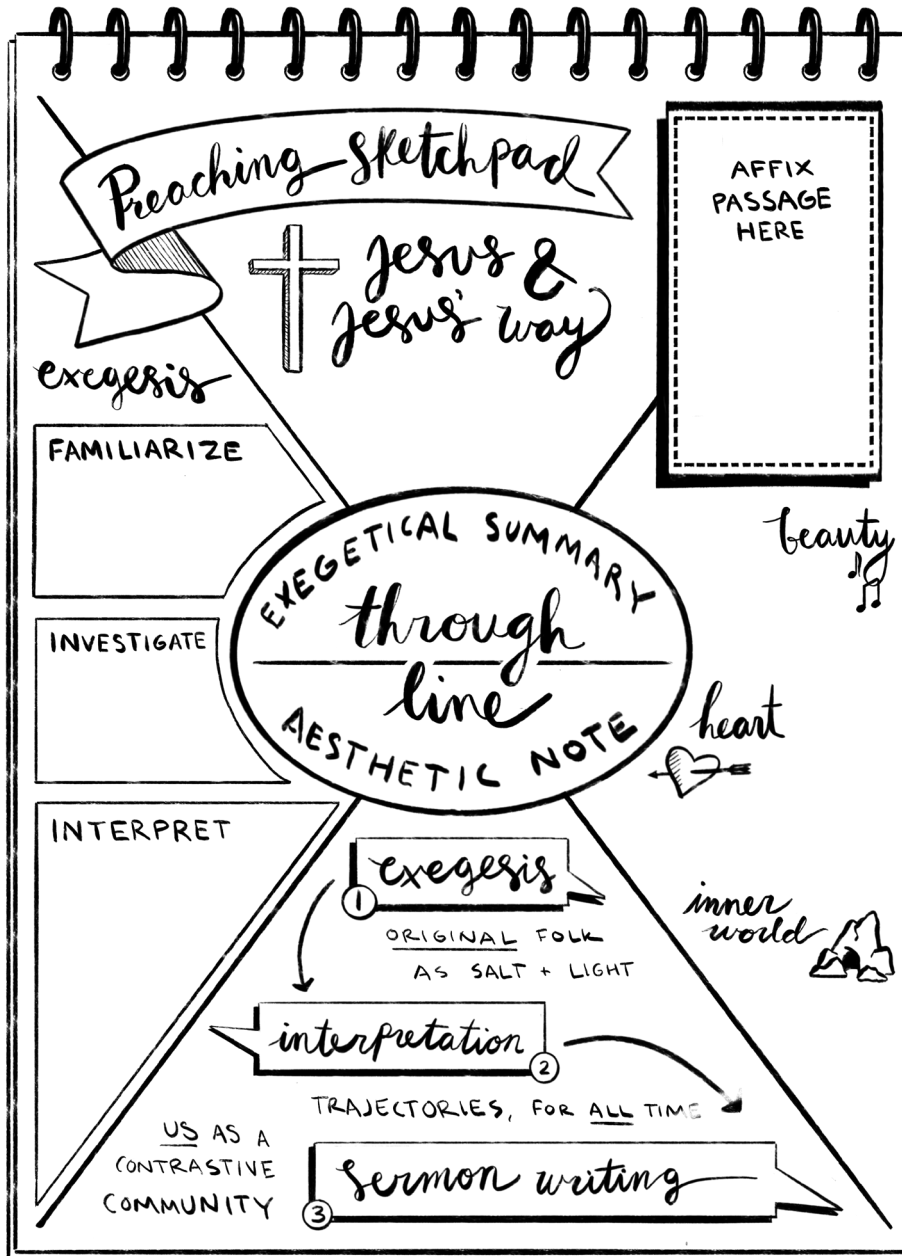 Preaching Sketchpad
Jesus &
Jesus' way
AFFIX
PASSAGE
HERE
exegesis
FAMILIARIZE
INVESTIGATE
INTERPRET
EXEGETICAL SUMMARY
through
line
AESTHETIC NOTE
beauty
heart
inner
world
exegesis
1
ORIGINAL FOLK
AS SALT + LIGHT
interpretation
2
TRAJECTORIES, FOR ALL TIME
US AS A
CONTRASTIVE
COMMUNITY
sermon writing
3